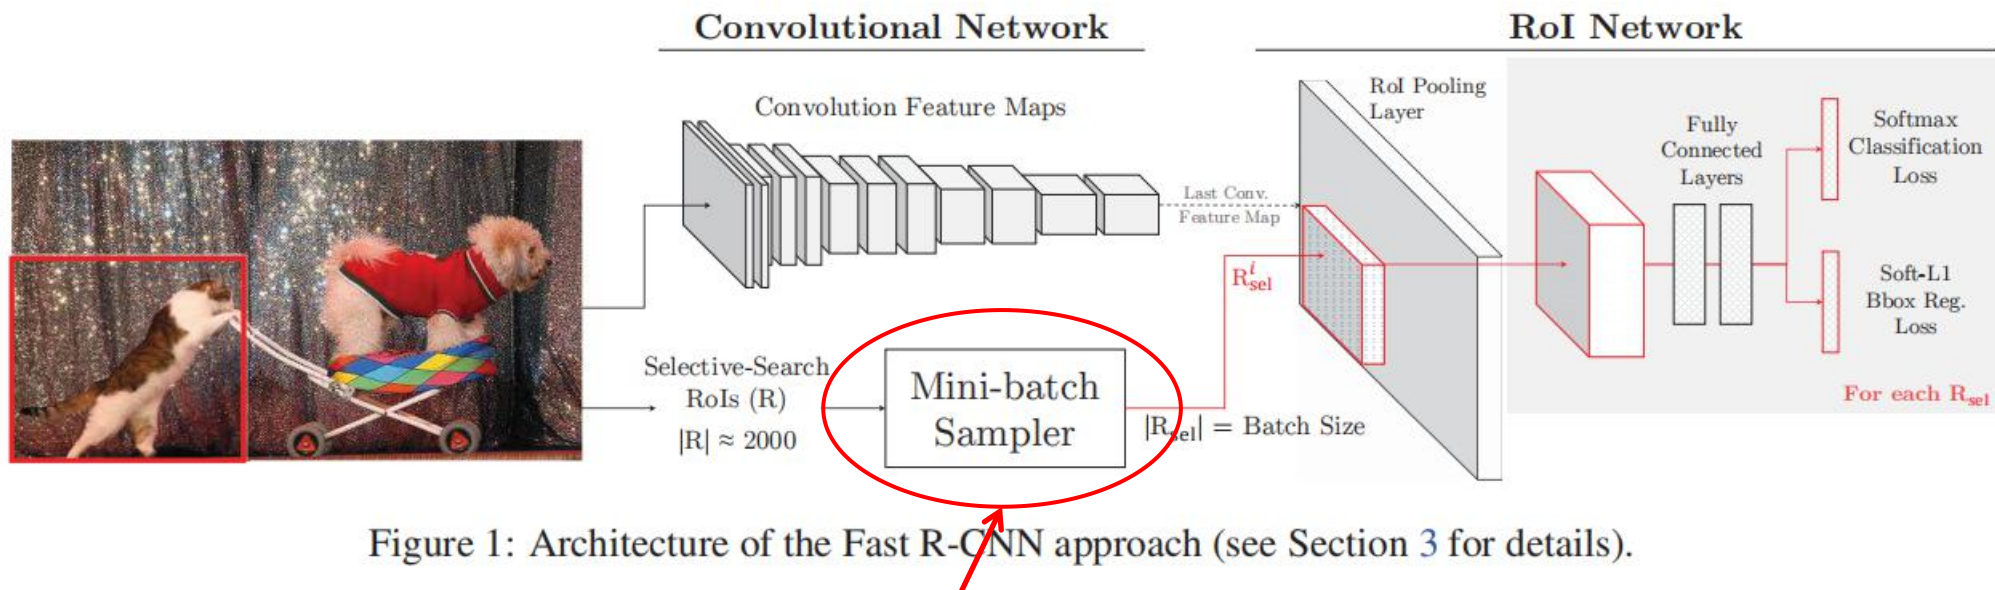 Convolutional Network
RoI Network
Convolution Feature Maps
RoI Pooling
Layer
Fully
Connected
Layers
Softmax
Classification
Loss
Last Conv.
Feature Map
R^i_sel
Soft-L1
Bbox Reg.
Loss
Selective-Search
RoIs (R)
|R| ≈ 2000
Mini-batch
Sampler
|R_sel| = Batch Size
For each R_sel
Figure 1: Architecture of the Fast R-CNN approach (see Section 3 for details).